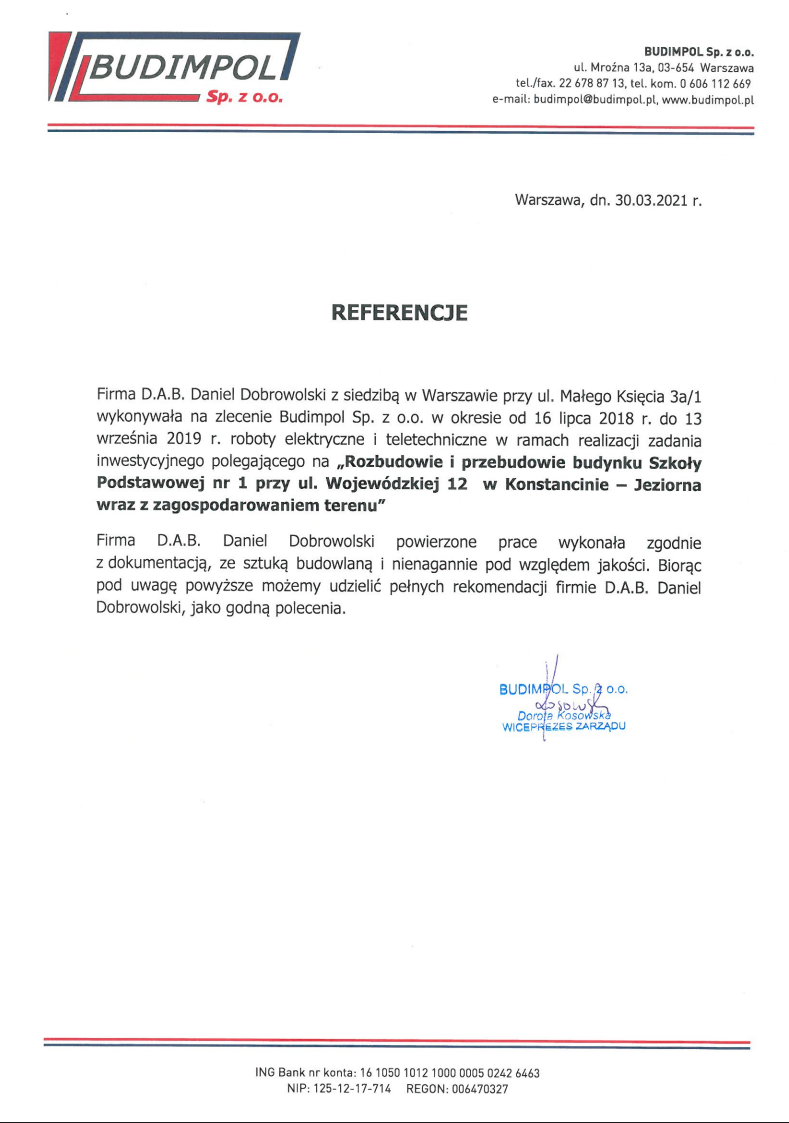 BUDIMPOL
Sp. z o.o.
BUDIMPOL Sp. z o.o.
ul. Mroźna 13a, 03-654 Warszawa
tel./fax. 22 678 87 13, tel. kom. 0 606 112 669
e-mail: budimpol@budimpol.pl, www.budimpol.pl
Warszawa, dn. 30.03.2021 r.
REFERENCJE
Firma D.A.B. Daniel Dobrowolski z siedzibą w Warszawie przy ul. Małego Księcia 3a/1
wykonywała na zlecenie Budimpol Sp. z o.o. w okresie od 16 lipca 2018 r. do 13
września 2019 r. roboty elektryczne i teletechniczne w ramach realizacji zadania
inwestycyjnego polegającego na „Rozbudowie i przebudowie budynku Szkoły
Podstawowej nr 1 przy ul. Wojewódzkiej 12 w Konstancinie – Jeziorna
wraz z zagospodarowaniem terenu”
Firma D.A.B. Daniel Dobrowolski powierzone prace wykonała zgodnie
z dokumentacją, ze sztuką budowlaną i nienagannie pod względem jakości. Biorąc
pod uwagę powyższe możemy udzielić pełnych rekomendacji firmie D.A.B. Daniel
Dobrowolski, jako godną polecenia.
BUDIMPOL Sp. z o.o.
Dorota Kosowska
WICEPREZES ZARZĄDU
ING Bank nr konta: 16 1050 1012 1000 0005 0242 6463
NIP: 125-12-17-714 REGON: 006470327